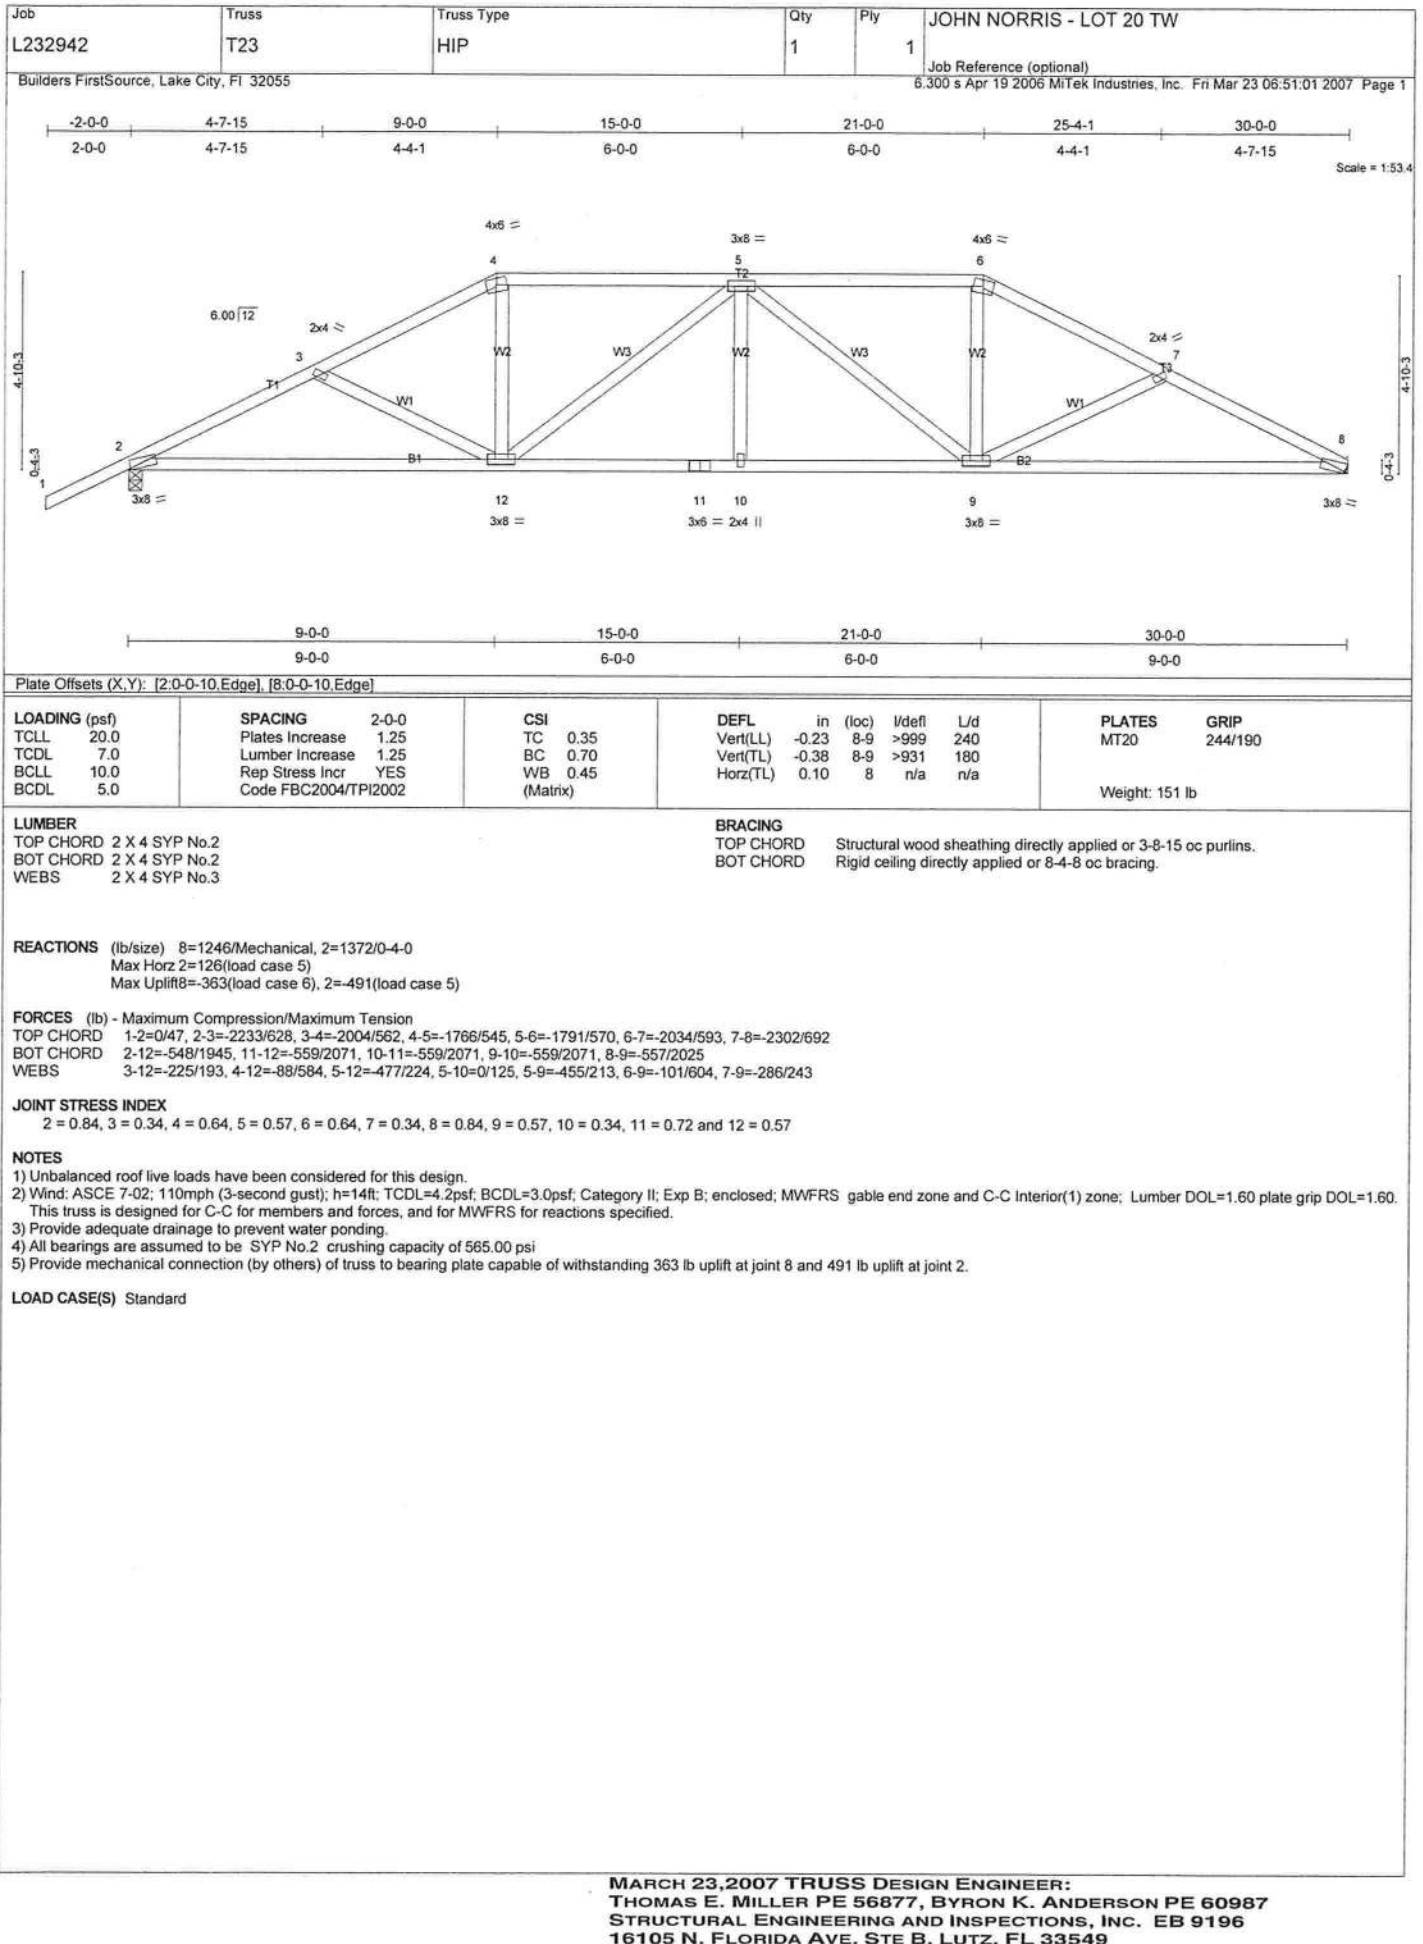 Job Truss Truss Type Qty Ply JOHN NORRIS - LOT 20 TW
L232942 T23 HIP 1 1
Job Reference (optional)
Builders FirstSource, Lake City, Fl 32055 6.300 s Apr 19 2006 MiTek Industries, Inc. Fri Mar 23 06:51:01 2007 Page 1
-2-0-0 4-7-15 9-0-0 15-0-0 21-0-0 25-4-1 30-0-0
2-0-0 4-7-15 4-4-1 6-0-0 6-0-0 4-4-1 4-7-15
Scale = 1:53.4
4x6 = 3x8 = 4x6 =
4 5 6
T2
6.00 12
2x4 = 2x4 =
3 7
4-10-3 W2 W3 W2 W3 W2 T3 4-10-3
T1 W1 W1
2 8
0-4-3 B1 B2 0-4-3
1
3x8 = 12 11 10 9 3x8 =
3x8 = 3x6 = 2x4 || 3x8 =
9-0-0 15-0-0 21-0-0 30-0-0
9-0-0 6-0-0 6-0-0 9-0-0
Plate Offsets (X,Y): [2:0-0-10,Edge], [8:0-0-10,Edge]
LOADING (psf) SPACING 2-0-0 CSI DEFL in (loc) l/defl L/d PLATES GRIP
TCLL 20.0 Plates Increase 1.25 TC 0.35 Vert(LL) -0.23 8-9 >999 240 MT20 244/190
TCDL 7.0 Lumber Increase 1.25 BC 0.70 Vert(TL) -0.38 8-9 >931 180
BCLL 10.0 Rep Stress Incr YES WB 0.45 Horz(TL) 0.10 8 n/a n/a
BCDL 5.0 Code FBC2004/TPI2002 (Matrix) Weight: 151 lb
LUMBER BRACING
TOP CHORD 2 X 4 SYP No.2 TOP CHORD Structural wood sheathing directly applied or 3-8-15 oc purlins.
BOT CHORD 2 X 4 SYP No.2 BOT CHORD Rigid ceiling directly applied or 8-4-8 oc bracing.
WEBS 2 X 4 SYP No.3
REACTIONS (lb/size) 8=1246/Mechanical, 2=1372/0-4-0
Max Horz 2=126(load case 5)
Max Uplift8=-363(load case 6), 2=-491(load case 5)
FORCES (lb) - Maximum Compression/Maximum Tension
TOP CHORD 1-2=0/47, 2-3=-2233/628, 3-4=-2004/562, 4-5=-1766/545, 5-6=-1791/570, 6-7=-2034/593, 7-8=-2302/692
BOT CHORD 2-12=-548/1945, 11-12=-559/2071, 10-11=-559/2071, 9-10=-559/2071, 8-9=-557/2025
WEBS 3-12=-225/193, 4-12=-88/584, 5-12=-477/224, 5-10=0/125, 5-9=-455/213, 6-9=-101/604, 7-9=-286/243
JOINT STRESS INDEX
2 = 0.84, 3 = 0.34, 4 = 0.64, 5 = 0.57, 6 = 0.64, 7 = 0.34, 8 = 0.84, 9 = 0.57, 10 = 0.34, 11 = 0.72 and 12 = 0.57
NOTES
1) Unbalanced roof live loads have been considered for this design.
2) Wind: ASCE 7-02; 110mph (3-second gust); h=14ft; TCDL=4.2psf; BCDL=3.0psf; Category II; Exp B; enclosed; MWFRS gable end zone and C-C Interior(1) zone; Lumber DOL=1.60 plate grip DOL=1.60.
This truss is designed for C-C for members and forces, and for MWFRS for reactions specified.
3) Provide adequate drainage to prevent water ponding.
4) All bearings are assumed to be SYP No.2 crushing capacity of 565.00 psi
5) Provide mechanical connection (by others) of truss to bearing plate capable of withstanding 363 lb uplift at joint 8 and 491 lb uplift at joint 2.
LOAD CASE(S) Standard
MARCH 23,2007 TRUSS DESIGN ENGINEER:
THOMAS E. MILLER PE 56877, BYRON K. ANDERSON PE 60987
STRUCTURAL ENGINEERING AND INSPECTIONS, INC. EB 9196
16105 N. FLORIDA AVE, STE B, LUTZ, FL 33549